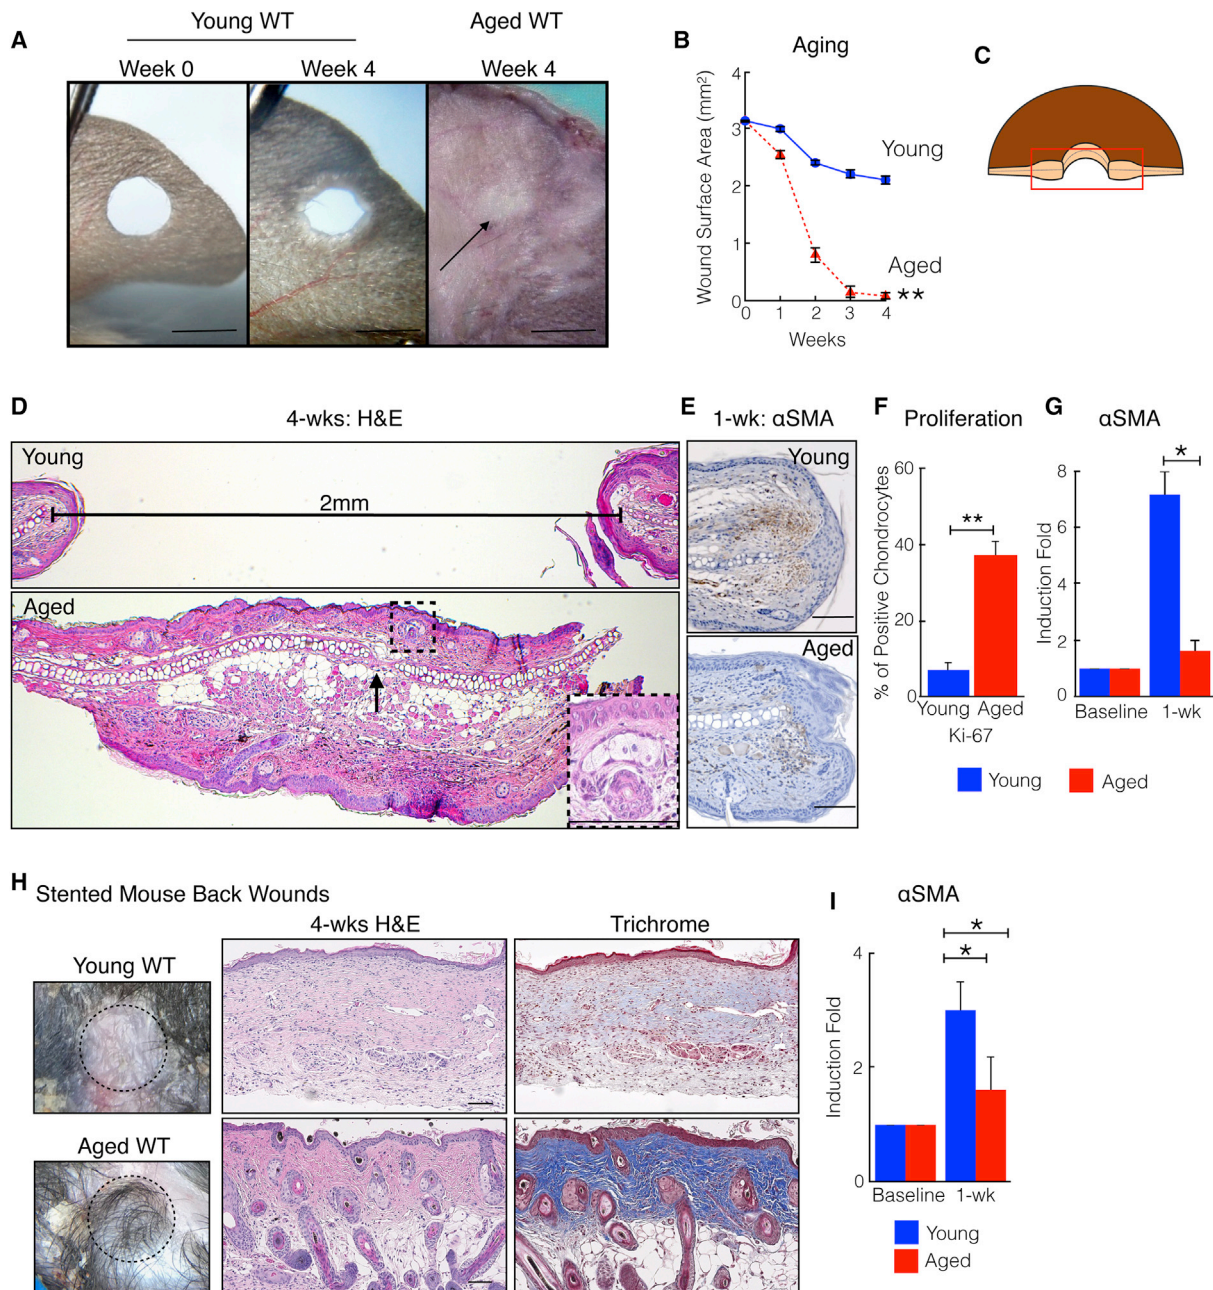 A
Young WT
Aged WT
Week 0
Week 4
Week 4
B
Aging
Wound Surface Area (mm²)
4
3
2
1
0
0 1 2 3 4
Weeks
Young
Aged
**
C
D
4-wks: H&E
Young
2mm
Aged
E
1-wk: αSMA
Young
Aged
F
Proliferation
% of Positive Chondrocytes
60
40
20
0
**
Young Aged
Ki-67
G
αSMA
Induction Fold
8
6
4
2
0
*
Baseline 1-wk
Young
Aged
H
Stented Mouse Back Wounds
4-wks H&E
Trichrome
Young WT
Aged WT
I
αSMA
Induction Fold
4
2
0
*
*
Baseline 1-wk
Young
Aged